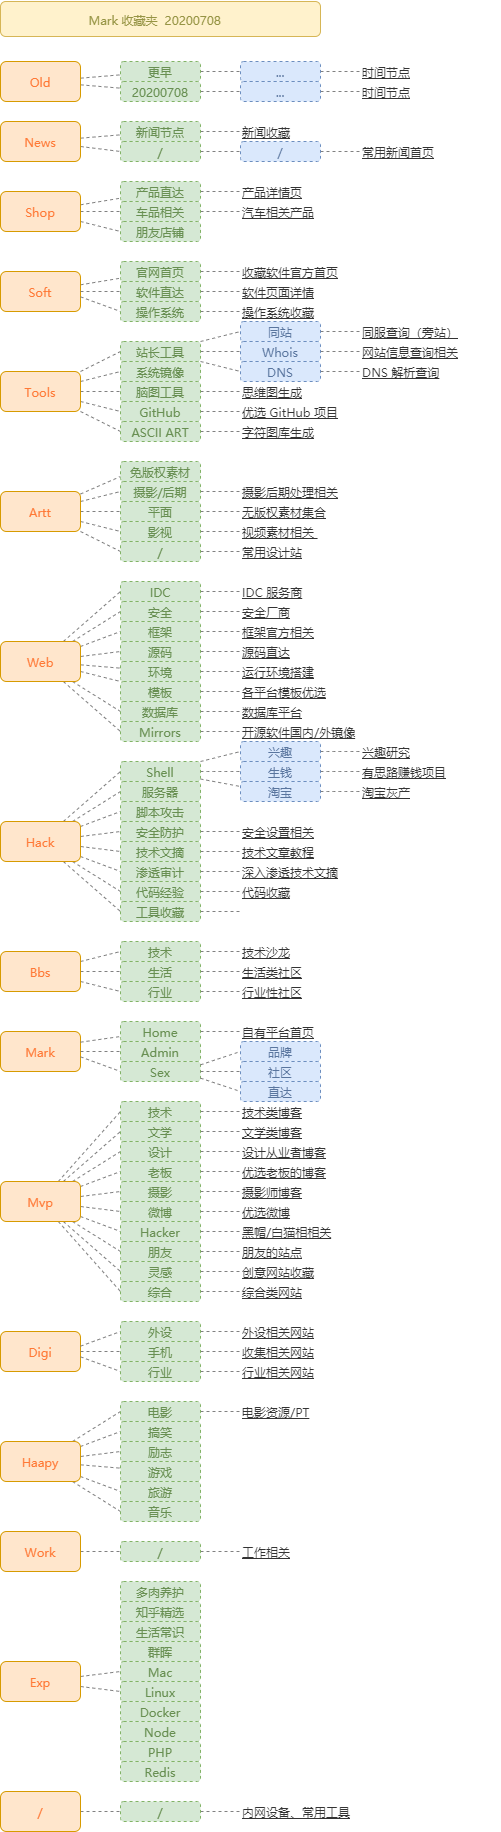 Mark 收藏夹  20200708
更早 ... 时间节点
Old
20200708 ... 时间节点
新闻节点 新闻收藏
News
/ / 常用新闻首页
产品直达 产品详情页
Shop 车品相关 汽车相关产品
朋友店铺
官网首页 收藏软件官方首页
Soft 软件直达 软件页面详情
操作系统 操作系统收藏
同站 同服查询（旁站）
站长工具 Whois 网站信息查询相关
系统镜像 DNS DNS 解析查询
Tools 脑图工具 思维图生成
GitHub 优选 GitHub 项目
ASCII ART 字符图库生成
免版权素材
摄影/后期 摄影后期处理相关
Artt 平面 无版权素材集合
影视 视频素材相关
/ 常用设计站
IDC IDC 服务商
安全 安全厂商
框架 框架官方相关
源码 源码直达
Web
环境 运行环境搭建
模板 各平台模板优选
数据库 数据库平台
Mirrors 开源软件国内/外镜像
兴趣 兴趣研究
Shell 生钱 有思路赚钱项目
服务器 淘宝 淘宝灰产
脚本攻击
安全防护 安全设置相关
Hack
技术文摘 技术文章教程
渗透审计 深入渗透技术文摘
代码经验 代码收藏
工具收藏
技术 技术沙龙
Bbs 生活 生活类社区
行业 行业性社区
Home 自有平台首页
Mark Admin 品牌
Sex 社区
直达
技术 技术类博客
文学 文学类博客
设计 设计从业者博客
老板 优选老板的博客
摄影 摄影师博客
Mvp
微博 优选微博
Hacker 黑帽/白猫相相关
朋友 朋友的站点
灵感 创意网站收藏
综合 综合类网站
外设 外设相关网站
Digi 手机 收集相关网站
行业 行业相关网站
电影 电影资源/PT
搞笑
励志
Haapy
游戏
旅游
音乐
Work / 工作相关
多肉养护
知乎精选
生活常识
群晖
Mac
Exp
Linux
Docker
Node
PHP
Redis
/ / 内网设备、常用工具